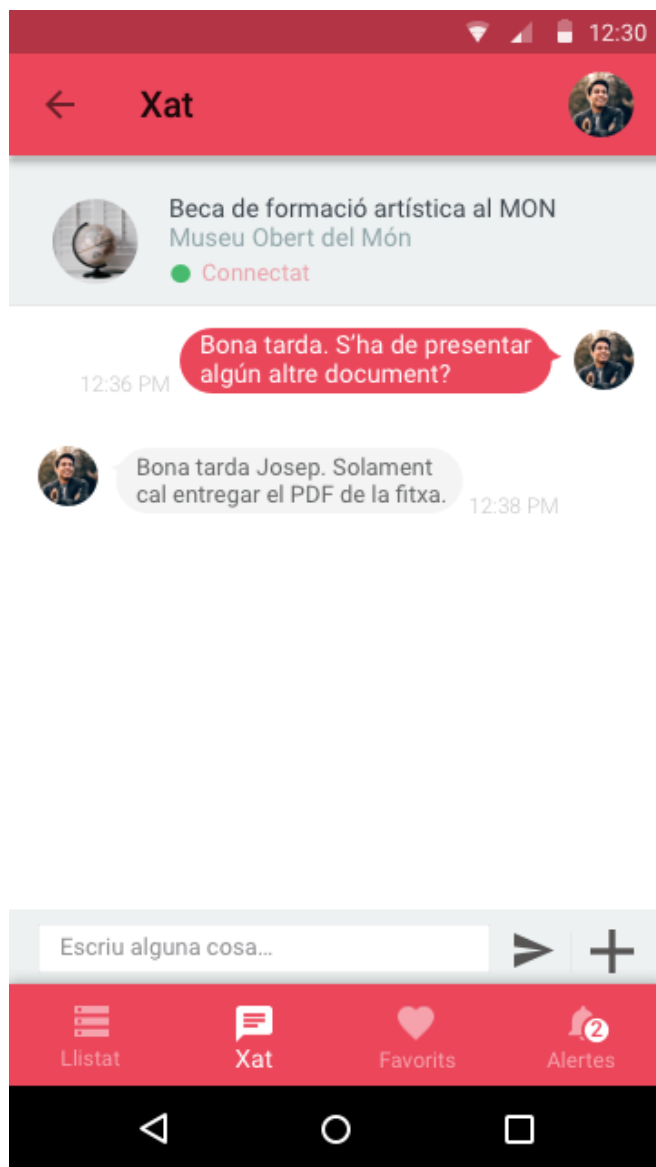 12:30
Xat
Beca de formació artística al MON
Museu Obert del Món
Connectat
Bona tarda. S'ha de presentar
algún altre document?
12:36 PM
Bona tarda Josep. Solament
cal entregar el PDF de la fitxa.
12:38 PM
Escriu alguna cosa...
2
Llistat
Xat
Favorits
Alertes